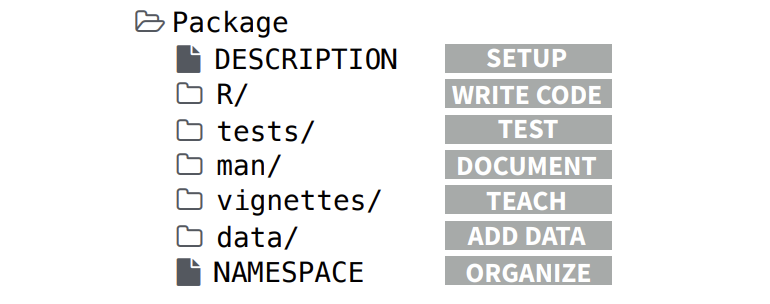 Package
DESCRIPTION SETUP
R/ WRITE CODE
tests/ TEST
man/ DOCUMENT
vignettes/ TEACH
data/ ADD DATA
NAMESPACE ORGANIZE